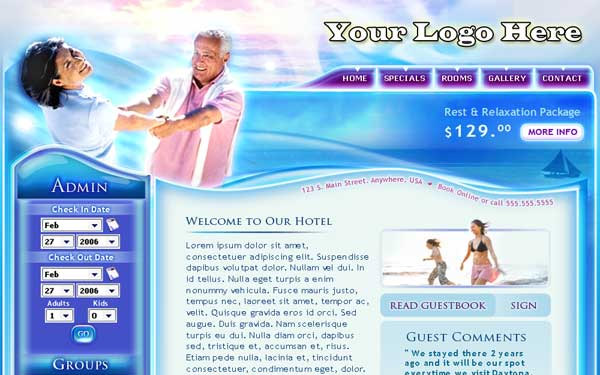 Your Logo Here
HOME SPECIALS ROOMS GALLERY CONTACT
Rest & Relaxation Package
$129.00 MORE INFO
123 S. Main Street. Anywhere, USA ♥ Book Online or call 555.555.5555
ADMIN
Check In Date
Feb
27 2006
Check Out Date
Feb
27 2006
Adults Kids
1 0
GO
GROUPS
WELCOME TO OUR HOTEL
Lorem ipsum dolor sit amet,
consectetuer adipiscing elit. Suspendisse
dapibus volutpat dolor. Nullam vel dui. In
id tellus. Nulla eget turpis a enim
nonummy vehicula. Fusce mauris justo,
tempus nec, laoreet sit amet, tempor ac,
velit. Quisque gravida eros id orci. Sed
augue. Duis gravida. Nam scelerisque
turpis eu dui. Nulla diam orci, dapibus
sed, tristique et, accumsan et, risus.
Etiam pede nulla, lacinia et, tincidunt
consectetuer, condimentum eget, dolor.
READ GUESTBOOK SIGN
GUEST COMMENTS
" We stayed there 2 years
ago and it will be our spot
everytime we visit Daytona.